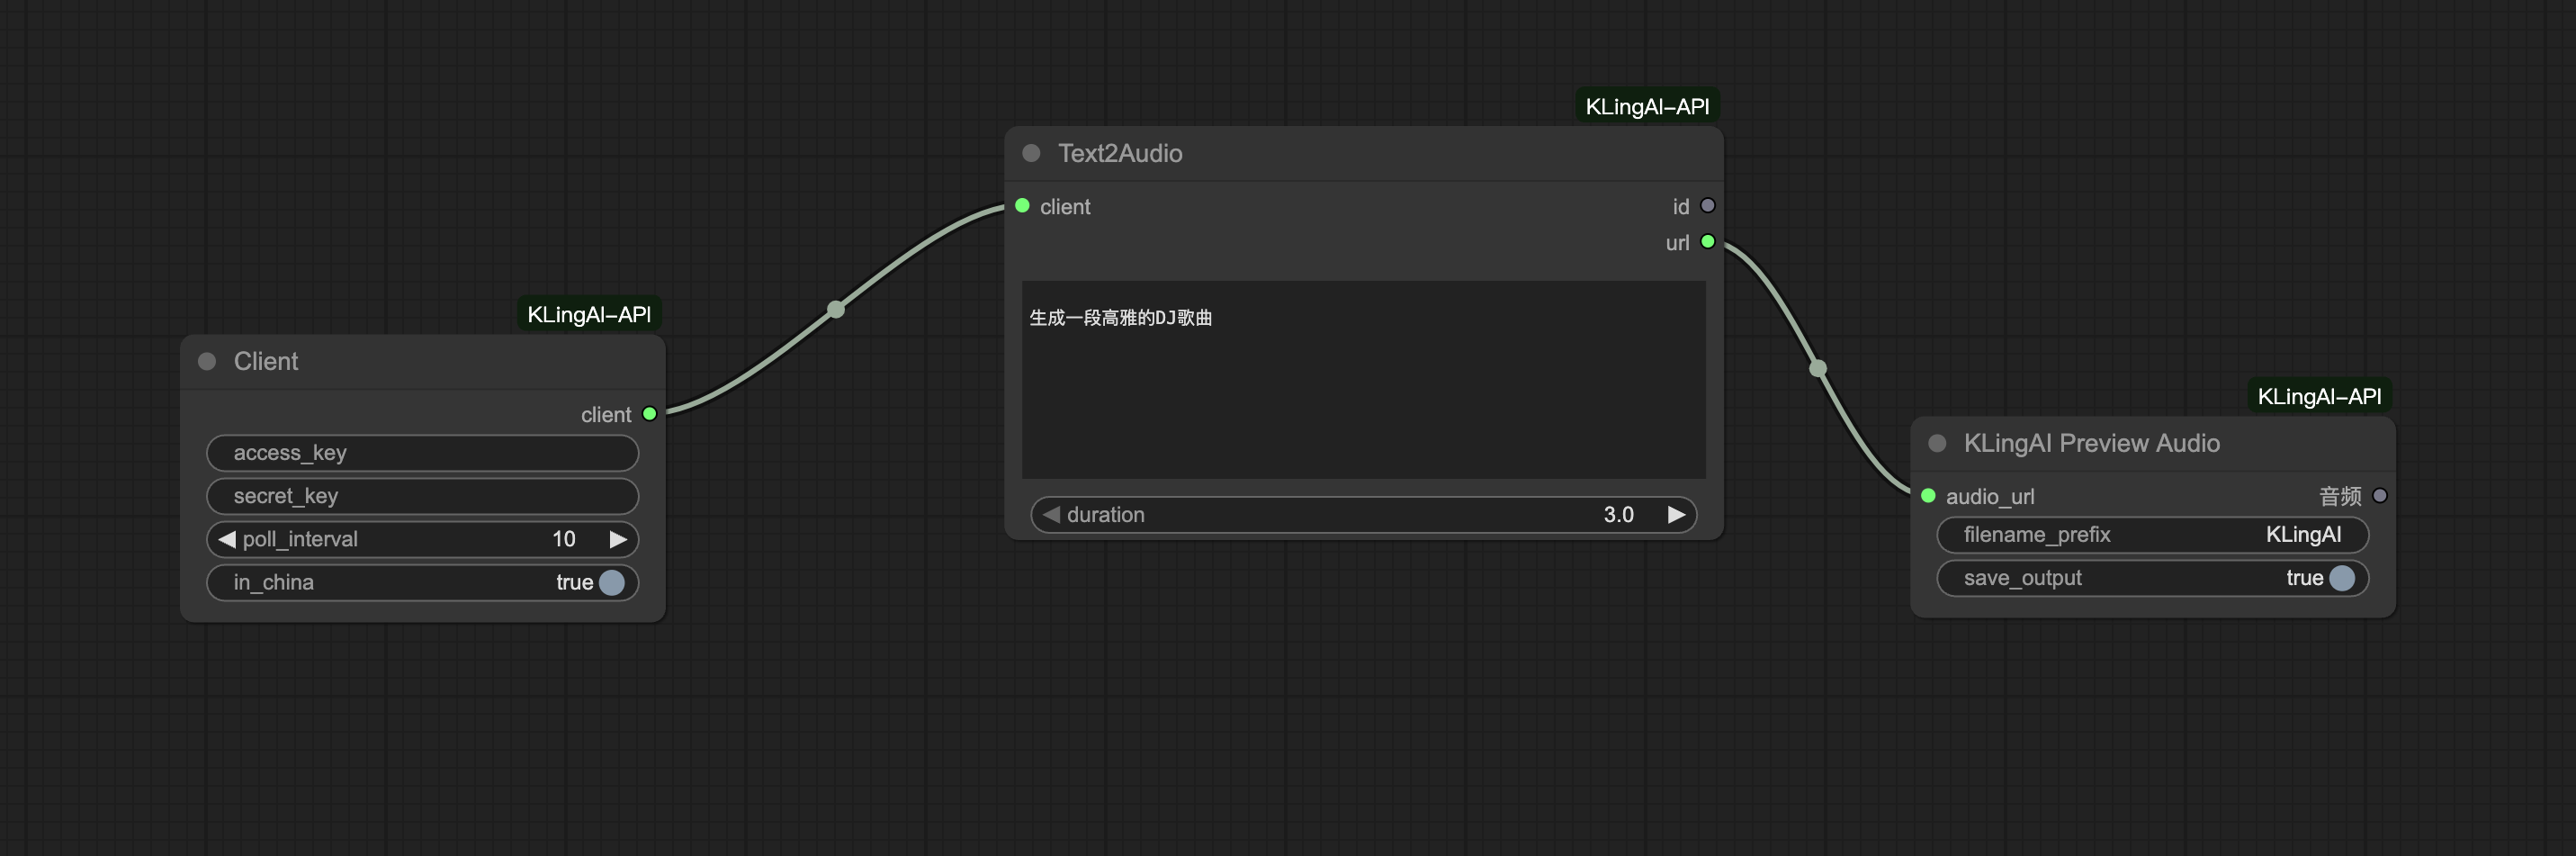 KLingAI-API
Client
client
access_key
secret_key
poll_interval 10
in_china true
KLingAI-API
Text2Audio
client id
url
生成一段高雅的DJ歌曲
duration 3.0
KLingAI-API
KLingAI Preview Audio
audio_url 音频
filename_prefix KLingAI
save_output true